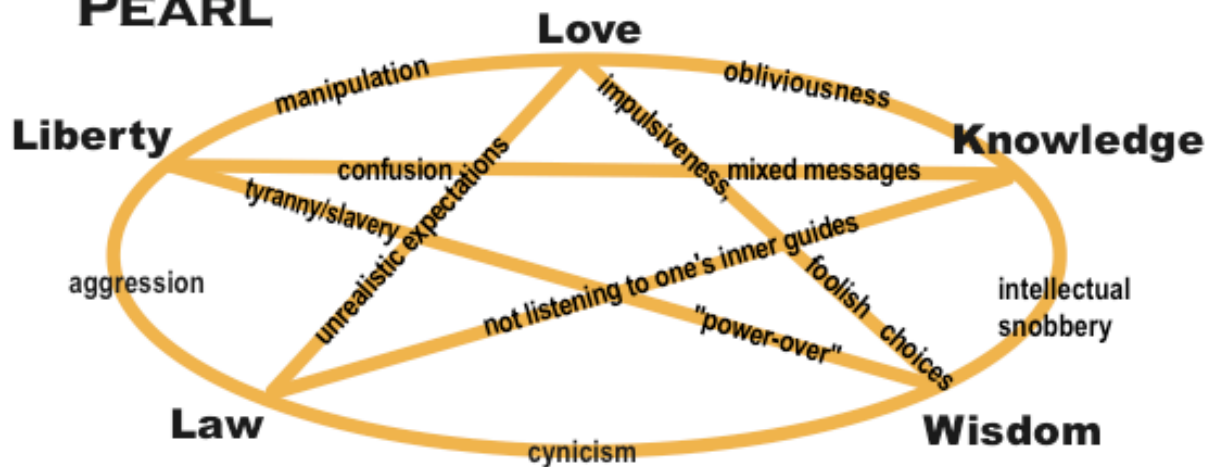 PEARL
Love
manipulation
obliviousness
Liberty
Knowledge
confusion
mixed messages
impulsiveness,
foolish choices
tyranny/slavery
"power-over"
unrealistic expectations
not listening to one's inner guides
aggression
intellectual
snobbery
Law
Wisdom
cynicism